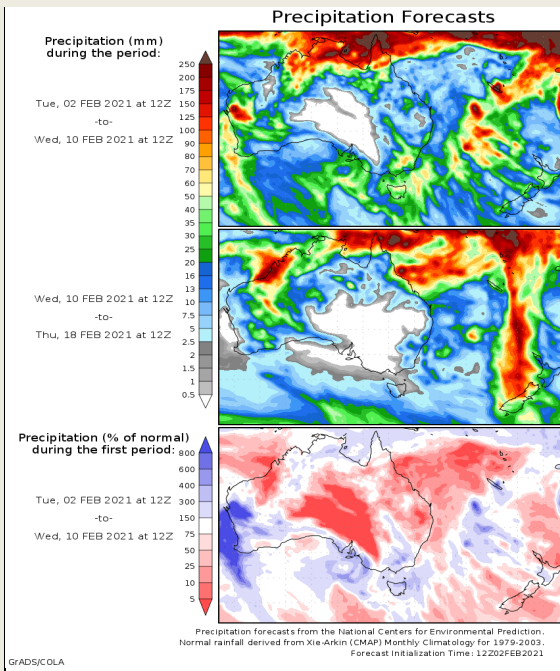 Precipitation Forecasts
Precipitation (mm)
during the period:
Tue, 02 FEB 2021 at 12Z
-to-
Wed, 10 FEB 2021 at 12Z
250
200
175
150
125
100
90
80
70
60
50
40
35
30
25
20
16
13
10
7.5
5
2.5
2
1.5
1
0.5
Wed, 10 FEB 2021 at 12Z
-to-
Thu, 18 FEB 2021 at 12Z
Precipitation (% of normal)
during the first period:
Tue, 02 FEB 2021 at 12Z
-to-
Wed, 10 FEB 2021 at 12Z
800
600
400
300
150
75
50
25
10
5
Precipitation forecasts from the National Centers for Environmental Prediction.
Normal rainfall derived from Xie-Arkin (CMAP) Monthly Climatology for 1979-2003.
Forecast Initialization Time: 12Z02FEB2021
GrADS/COLA